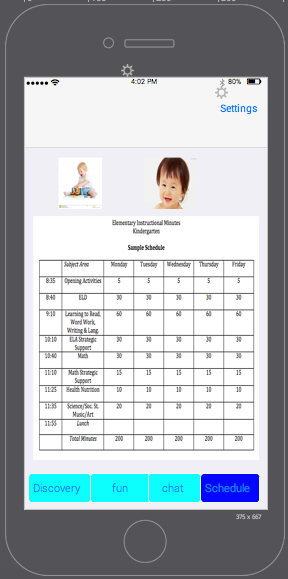 4:02 PM 80%
Settings
Elementary Instructional Minutes
Kindergarten
Sample Schedule
Subject Area Monday Tuesday Wednesday Thursday Friday
8:35 Opening Activities 5 5 5 5 5
8:40 ELD 30 30 30 30 30
9:10 Learning to Read, 60 60 60 60 60
Word Work,
Writing & Lang.
10:10 ELA Strategic 30 30 30 30 30
Support
10:40 Math 30 30 30 30 30
11:10 Math Strategic 15 15 15 15 15
Support
11:25 Health Nutrition 10 10 10 10 10
11:35 Science/Soc. St. 20 20 20 20 20
Music/Art
11:55 Lunch
Total Minutes 200 200 200 200 200
Discovery fun chat Schedule
375 x 667